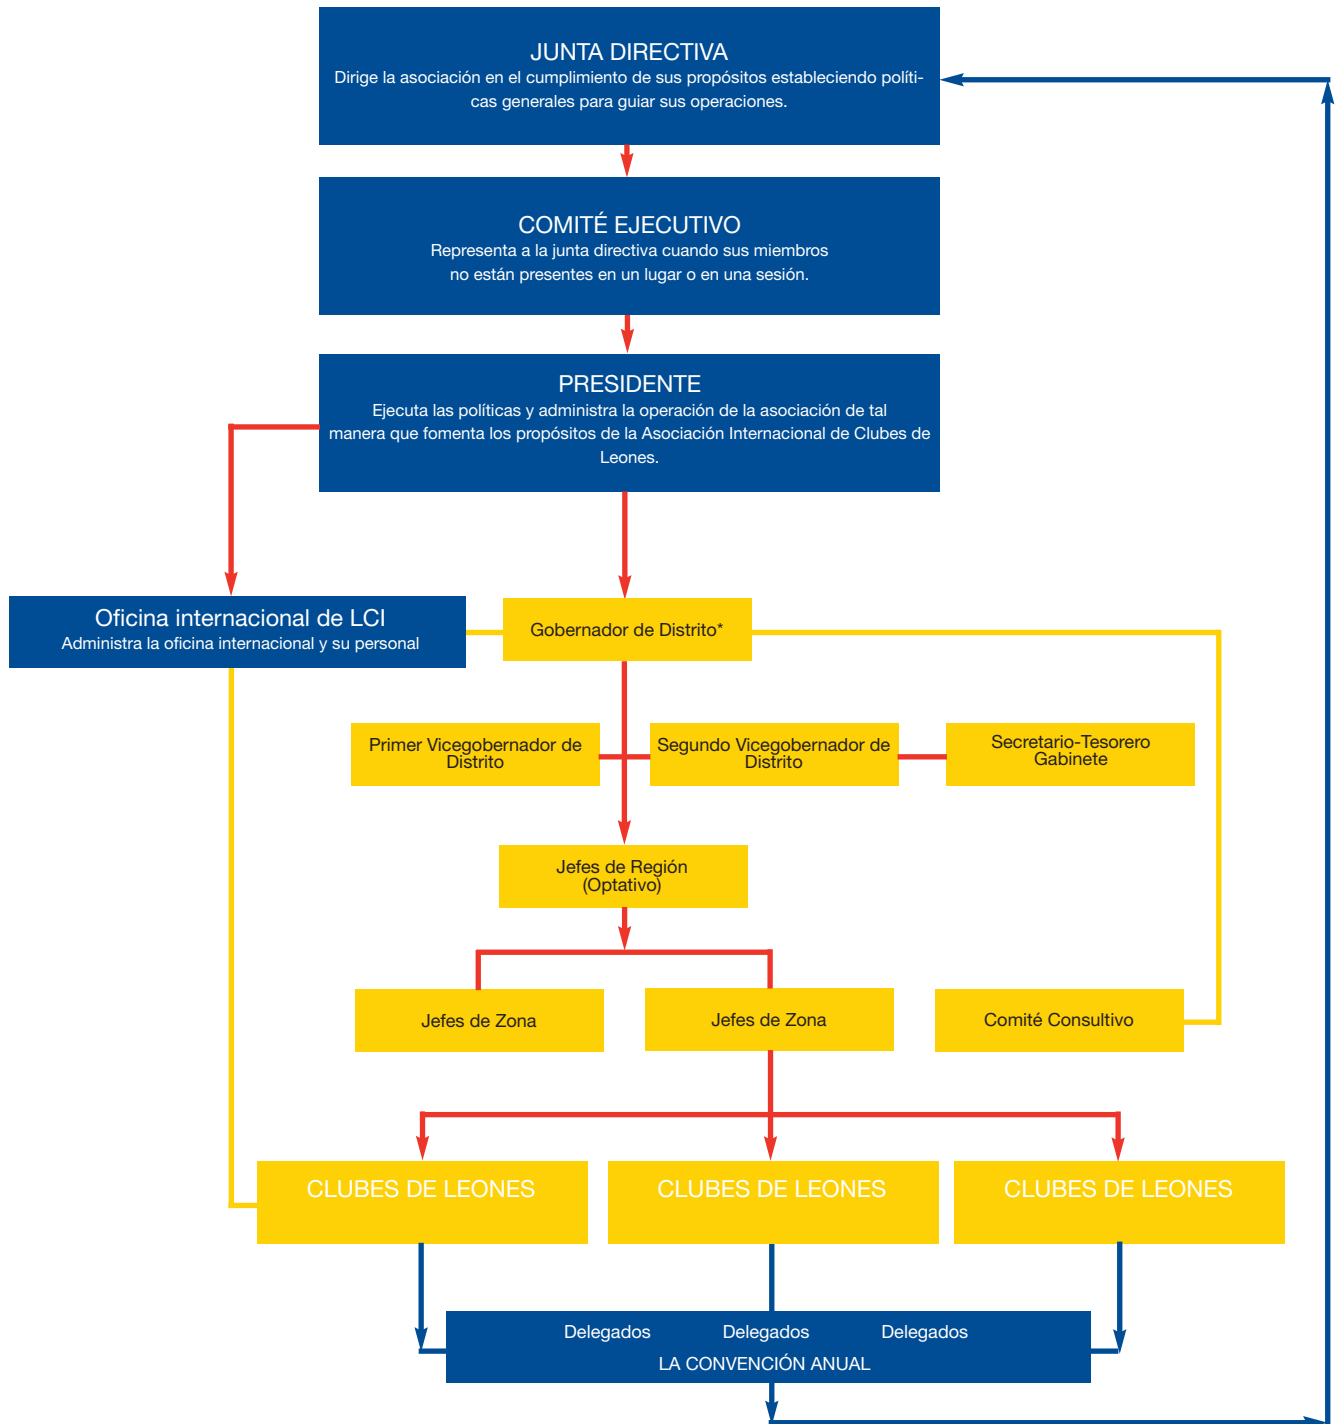 JUNTA DIRECTIVA
Dirige la asociación en el cumplimiento de sus propósitos estableciendo políti-
cas generales para guiar sus operaciones.
COMITÉ EJECUTIVO
Representa a la junta directiva cuando sus miembros
no están presentes en un lugar o en una sesión.
PRESIDENTE
Ejecuta las políticas y administra la operación de la asociación de tal
manera que fomenta los propósitos de la Asociación Internacional de Clubes de
Leones.
Oficina internacional de LCI
Administra la oficina internacional y su personal
Gobernador de Distrito*
Primer Vicegobernador de
Distrito
Segundo Vicegobernador de
Distrito
Secretario-Tesorero
Gabinete
Jefes de Región
(Optativo)
Jefes de Zona
Jefes de Zona
Comité Consultivo
CLUBES DE LEONES
CLUBES DE LEONES
CLUBES DE LEONES
Delegados Delegados Delegados
LA CONVENCIÓN ANUAL